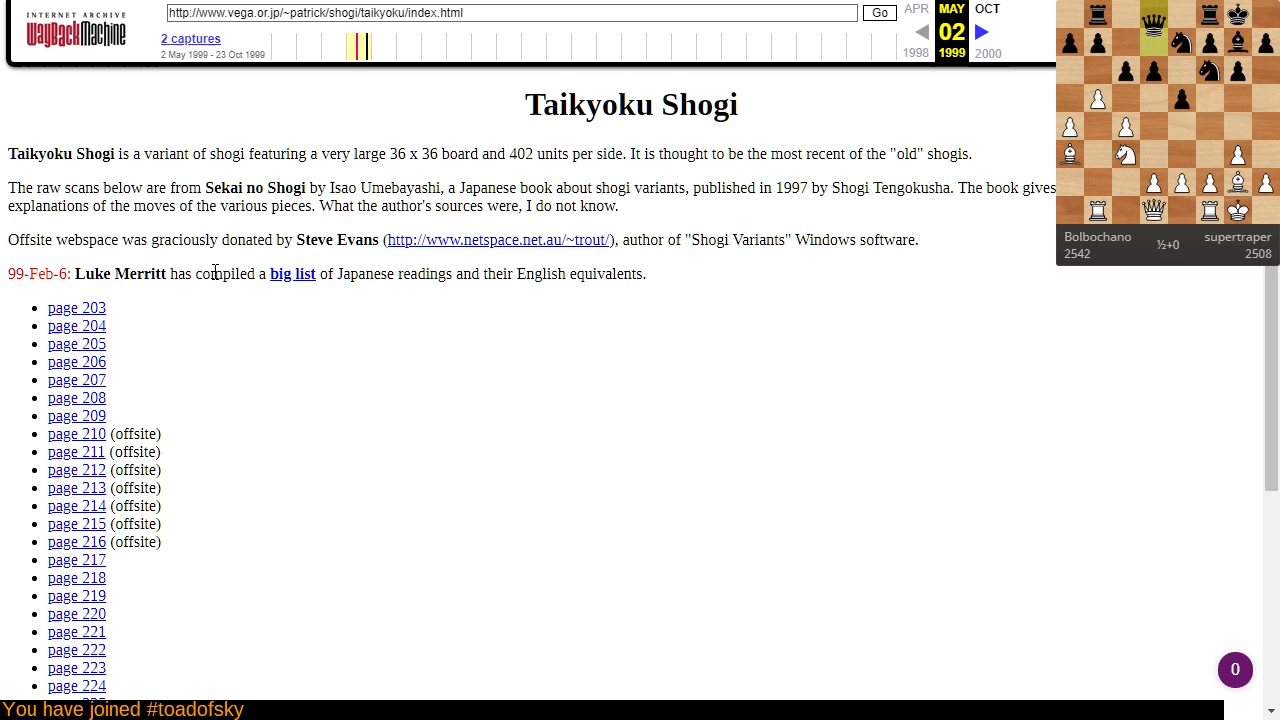 INTERNET ARCHIVE
WayBackMachine
http://www.vega.or.jp/~patrick/shogi/taikyoku/index.html
Go
APR
MAY
OCT
2 captures
02
2 May 1999 - 23 Oct 1999
1998
1999
2000
Taikyoku Shogi
Taikyoku Shogi is a variant of shogi featuring a very large 36 x 36 board and 402 units per side. It is thought to be the most recent of the "old" shogis.
The raw scans below are from Sekai no Shogi by Isao Umebayashi, a Japanese book about shogi variants, published in 1997 by Shogi Tengokusha. The book gives
explanations of the moves of the various pieces. What the author's sources were, I do not know.
Offsite webspace was graciously donated by Steve Evans (http://www.netspace.net.au/~trout/), author of "Shogi Variants" Windows software.
99-Feb-6: Luke Merritt has compiled a big list of Japanese readings and their English equivalents.
page 203
page 204
page 205
page 206
page 207
page 208
page 209
page 210 (offsite)
page 211 (offsite)
page 212 (offsite)
page 213 (offsite)
page 214 (offsite)
page 215 (offsite)
page 216 (offsite)
page 217
page 218
page 219
page 220
page 221
page 222
page 223
page 224
Bolbochano
½+0
supertraper
2542
2508
0
You have joined #toadofsky